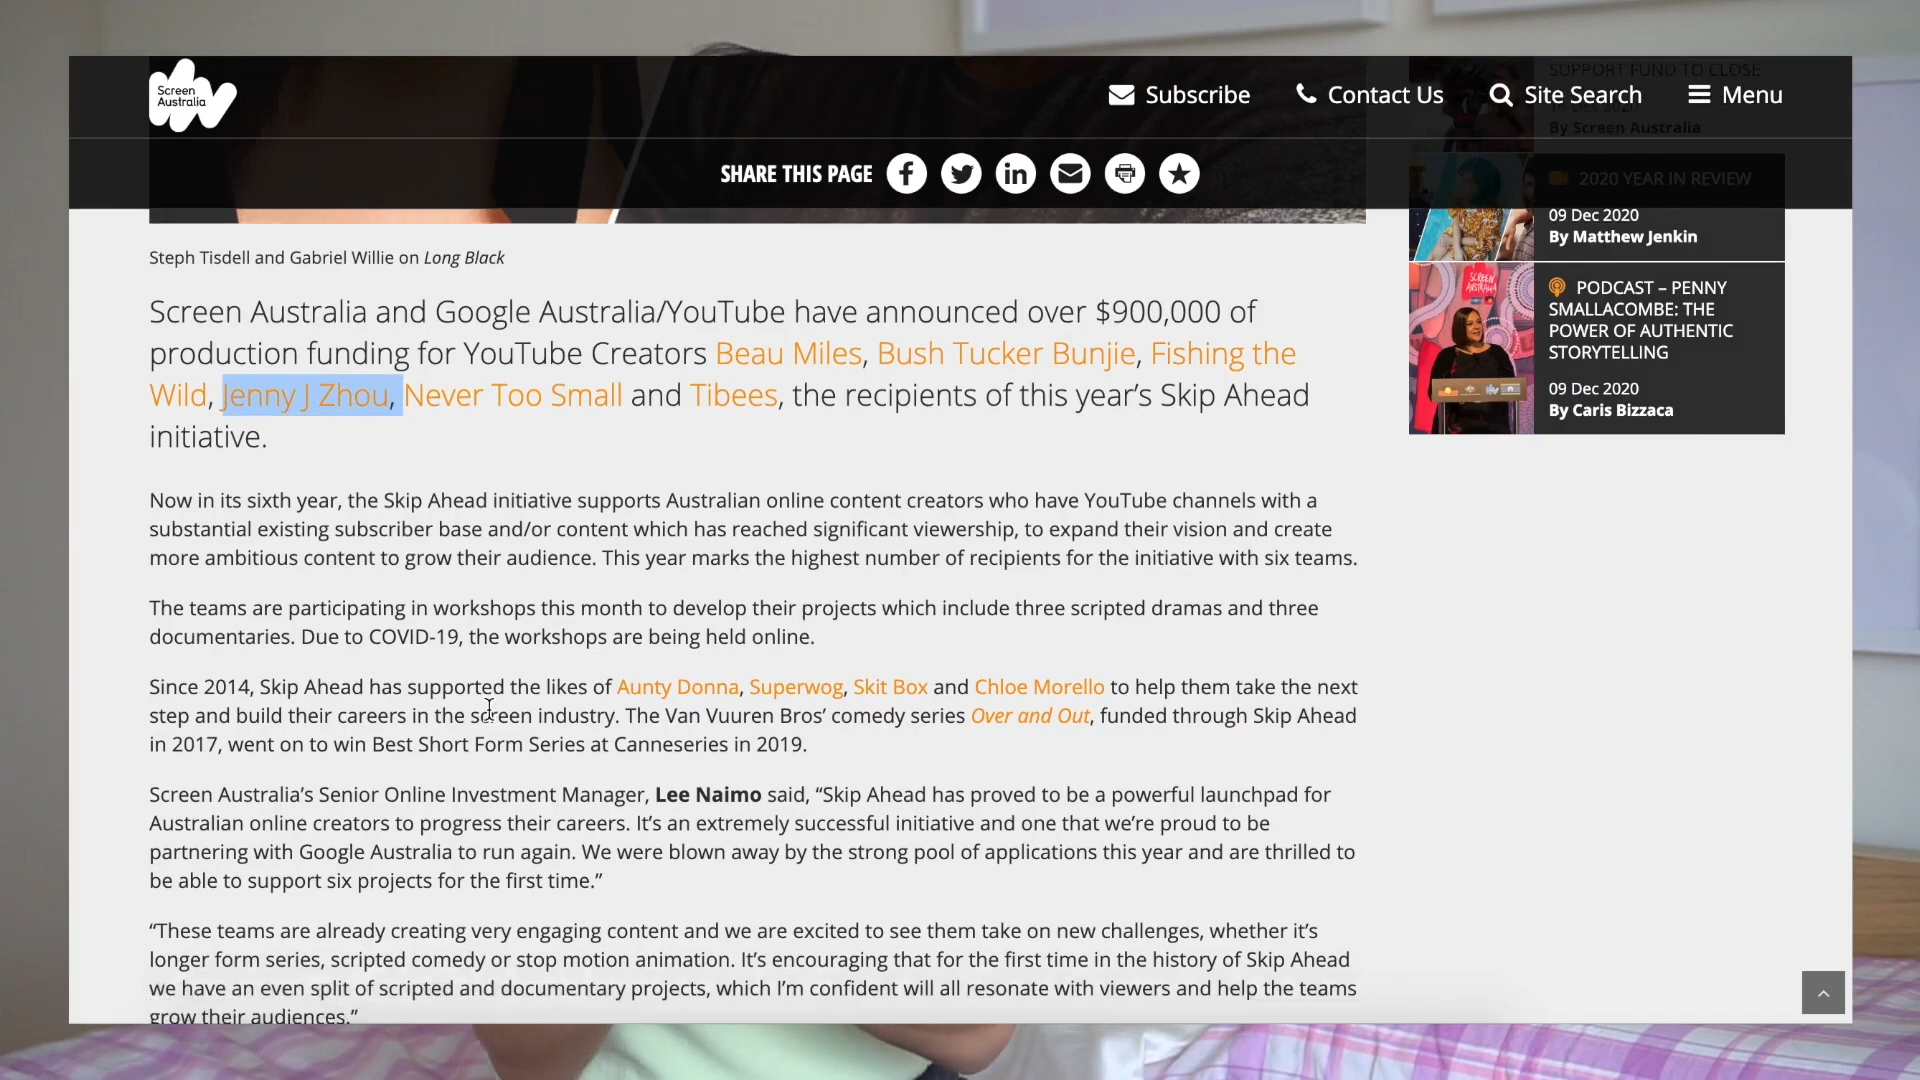 Screen
Australia
Subscribe
Contact Us
Site Search
Menu
SUPPORT FUND TO CLOSE
By Screen Australia
SHARE THIS PAGE
2020 YEAR IN REVIEW
09 Dec 2020
By Matthew Jenkin
PODCAST – PENNY
SMALLACOMBE: THE
POWER OF AUTHENTIC
STORYTELLING
09 Dec 2020
By Caris Bizzaca
Steph Tisdell and Gabriel Willie on Long Black
Screen Australia and Google Australia/YouTube have announced over $900,000 of
production funding for YouTube Creators Beau Miles, Bush Tucker Bunjie, Fishing the
Wild, Jenny J Zhou, Never Too Small and Tibees, the recipients of this year’s Skip Ahead
initiative.
Now in its sixth year, the Skip Ahead initiative supports Australian online content creators who have YouTube channels with a
substantial existing subscriber base and/or content which has reached significant viewership, to expand their vision and create
more ambitious content to grow their audience. This year marks the highest number of recipients for the initiative with six teams.
The teams are participating in workshops this month to develop their projects which include three scripted dramas and three
documentaries. Due to COVID-19, the workshops are being held online.
Since 2014, Skip Ahead has supported the likes of Aunty Donna, Superwog, Skit Box and Chloe Morello to help them take the next
step and build their careers in the screen industry. The Van Vuuren Bros’ comedy series Over and Out, funded through Skip Ahead
in 2017, went on to win Best Short Form Series at Canneseries in 2019.
Screen Australia’s Senior Online Investment Manager, Lee Naimo said, “Skip Ahead has proved to be a powerful launchpad for
Australian online creators to progress their careers. It’s an extremely successful initiative and one that we’re proud to be
partnering with Google Australia to run again. We were blown away by the strong pool of applications this year and are thrilled to
be able to support six projects for the first time.”
“These teams are already creating very engaging content and we are excited to see them take on new challenges, whether it’s
longer form series, scripted comedy or stop motion animation. It’s encouraging that for the first time in the history of Skip Ahead
we have an even split of scripted and documentary projects, which I’m confident will all resonate with viewers and help the teams
grow their audiences.”